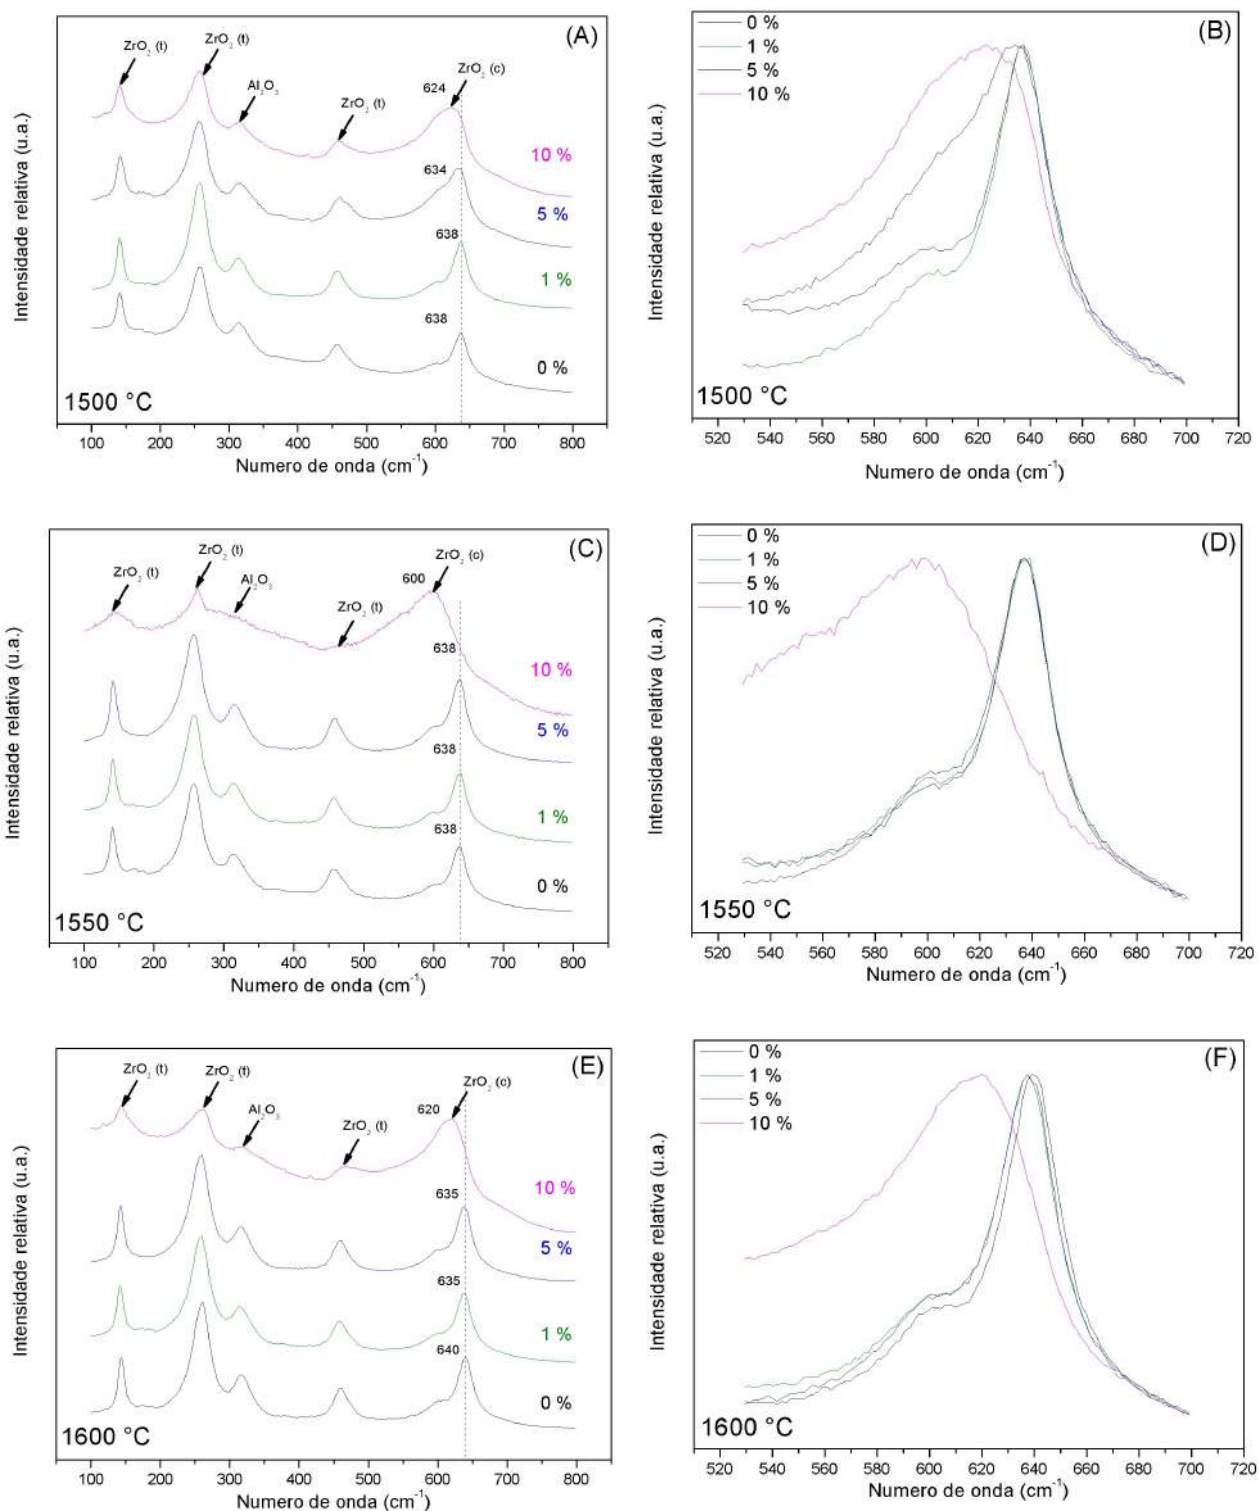 (A)
ZrO₂ (t)
ZrO₂ (t)
Al₂O₃
ZrO₂ (t)
ZrO₂ (c)
624
10 %
634
5 %
638
1 %
638
0 %
1500 °C
Intensidade relativa (u.a.)
100 200 300 400 500 600 700 800
Numero de onda (cm⁻¹)
(B)
0 %
1 %
5 %
10 %
1500 °C
Intensidade relativa (u.a.)
520 540 560 580 600 620 640 660 680 700 720
Numero de onda (cm⁻¹)
(C)
ZrO₂ (t)
ZrO₂ (t)
Al₂O₃
ZrO₂ (t)
ZrO₂ (c)
600
638
10 %
5 %
638
1 %
638
0 %
1550 °C
Intensidade relativa (u.a.)
100 200 300 400 500 600 700 800
Numero de onda (cm⁻¹)
(D)
0 %
1 %
5 %
10 %
1550 °C
Intensidade relativa (u.a.)
520 540 560 580 600 620 640 660 680 700 720
Numero de onda (cm⁻¹)
(E)
ZrO₂ (t)
ZrO₂ (t)
Al₂O₃
ZrO₂ (t)
ZrO₂ (c)
620
10 %
635
5 %
635
1 %
640
0 %
1600 °C
Intensidade relativa (u.a.)
100 200 300 400 500 600 700 800
Numero de onda (cm⁻¹)
(F)
0 %
1 %
5 %
10 %
1600 °C
Intensidade relativa (u.a.)
520 540 560 580 600 620 640 660 680 700 720
Numero de onda (cm⁻¹)